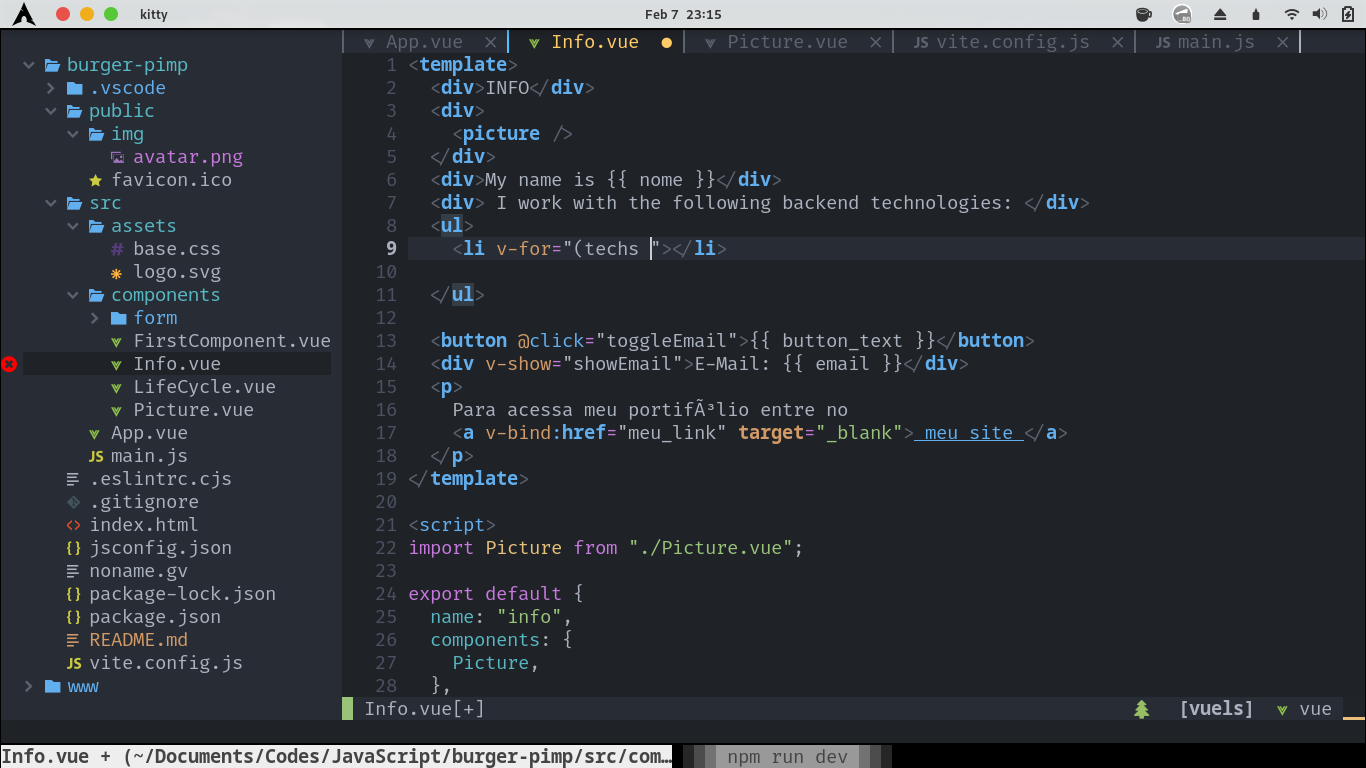 kitty
Feb 7 23:15
App.vue Info.vue Picture.vue JS vite.config.js JS main.js
burger-pimp
.vscode
public
img
avatar.png
favicon.ico
src
assets
# base.css
logo.svg
components
form
FirstComponent.vue
Info.vue
LifeCycle.vue
Picture.vue
App.vue
JS main.js
.eslintrc.cjs
.gitignore
<> index.html
{} jsconfig.json
noname.gv
{} package-lock.json
{} package.json
README.md
JS vite.config.js
www
1 <template>
2 <div>INFO</div>
3 <div>
4 <picture />
5 </div>
6 <div>My name is {{ nome }}</div>
7 <div> I work with the following backend technologies: </div>
8 <ul>
9 <li v-for="(techs "></li>
10
11 </ul>
12
13 <button @click="toggleEmail">{{ button_text }}</button>
14 <div v-show="showEmail">E-Mail: {{ email }}</div>
15 <p>
16 Para acessa meu portifÃ³lio entre no
17 <a v-bind:href="meu_link" target="_blank"> meu site </a>
18 </p>
19 </template>
20
21 <script>
22 import Picture from "./Picture.vue";
23
24 export default {
25 name: "info",
26 components: {
27 Picture,
28 },
Info.vue[+] [vuels] vue
Info.vue + (~/Documents/Codes/JavaScript/burger-pimp/src/com… npm run dev